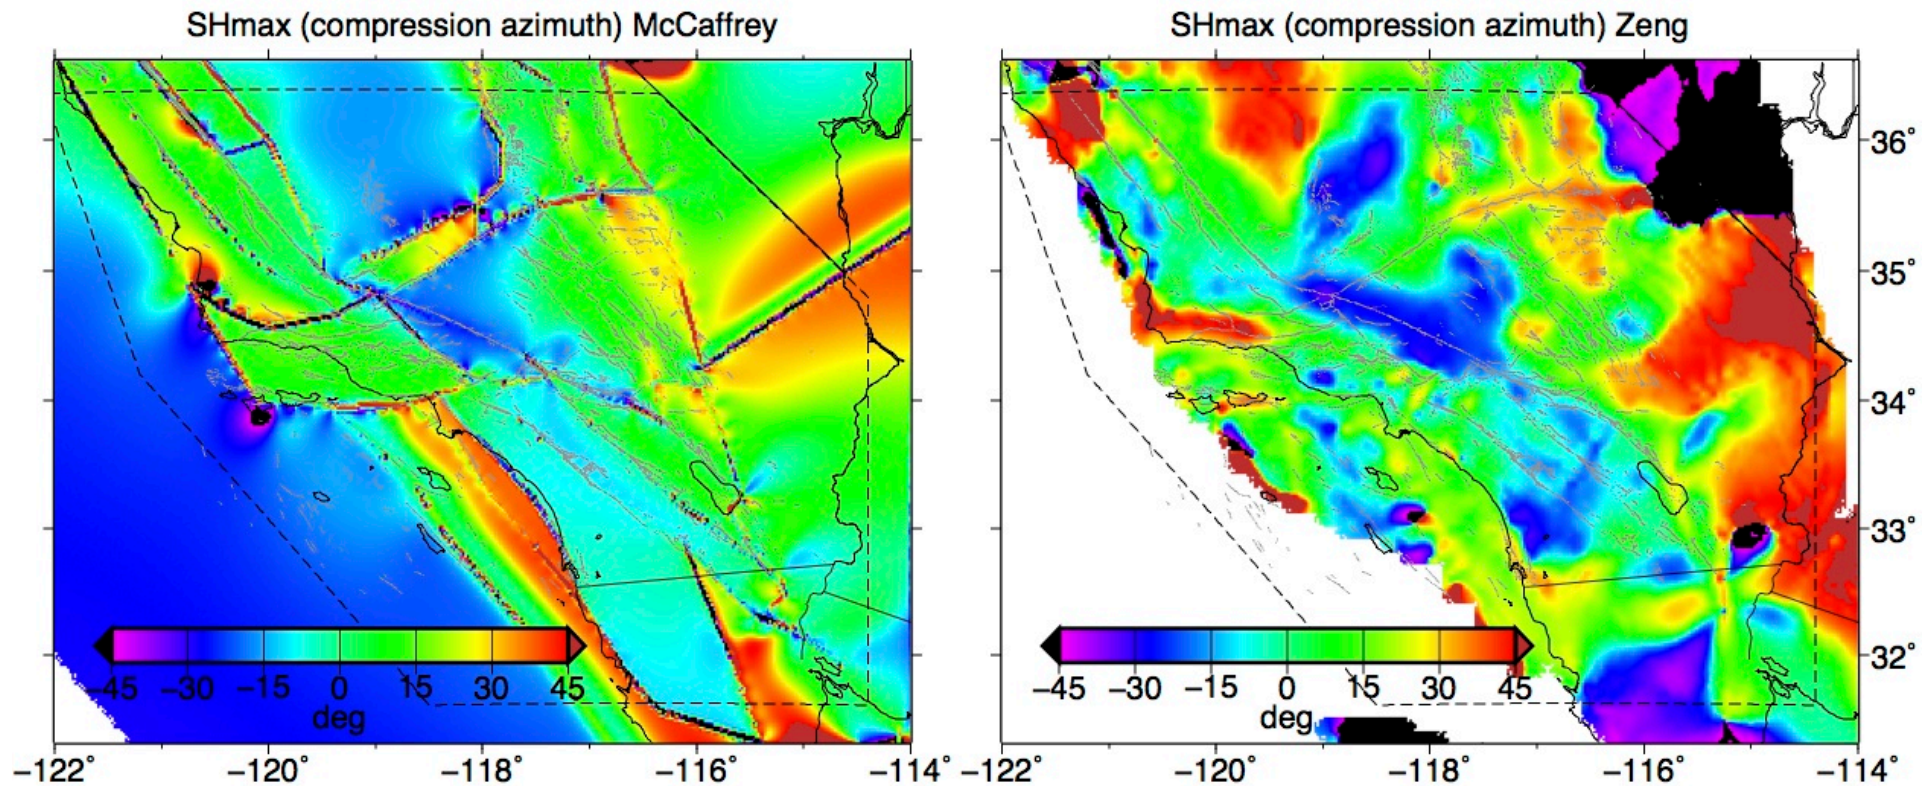 SHmax (compression azimuth) McCaffrey
SHmax (compression azimuth) Zeng
36°
35°
34°
33°
32°
−45 −30 −15 0 15 30 45
deg
−45 −30 −15 0 15 30 45
deg
−122° −120° −118° −116° −114°
−122° −120° −118° −116° −114°